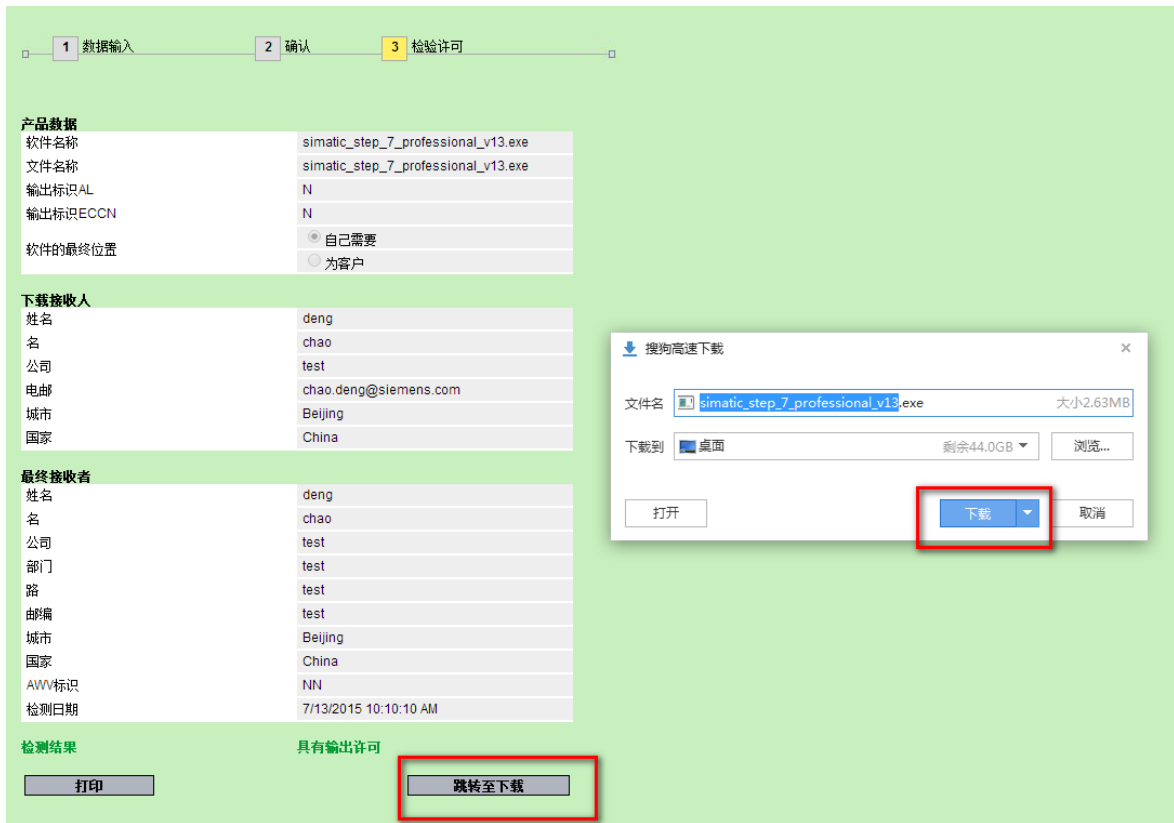 1 数据输入 2 确认 3 检验许可
产品数据
软件名称 simatic_step_7_professional_v13.exe
文件名称 simatic_step_7_professional_v13.exe
输出标识AL N
输出标识ECCN N
软件的最终位置 自己需要
为客户
下载接收人
姓名 deng
名 chao
公司 test
电邮 chao.deng@siemens.com
城市 Beijing
国家 China
最终接收者
姓名 deng
名 chao
公司 test
部门 test
路 test
邮编 test
城市 Beijing
国家 China
AWV标识 NN
检测日期 7/13/2015 10:10:10 AM
检测结果 具有输出许可
打印 跳转至下载
搜狗高速下载 ×
文件名 simatic_step_7_professional_v13.exe 大小2.63MB
下载到 桌面 剩余44.0GB 浏览...
打开 下载 取消